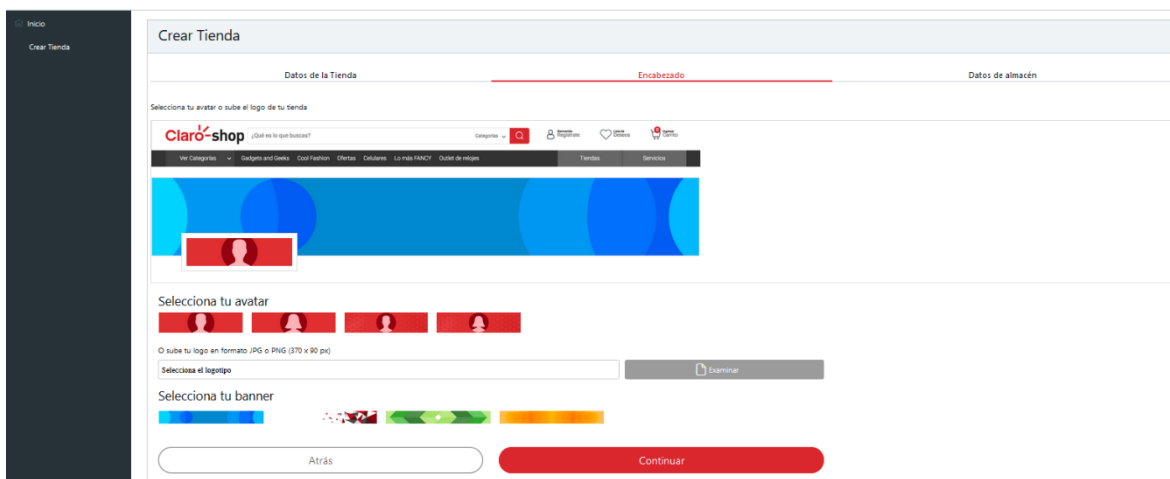 Inicio
Crear Tienda
Crear Tienda
Datos de la Tienda
Encabezado
Datos de almacén
Selecciona tu avatar o sube el logo de tu tienda
Claro-shop
¿Qué es lo que buscas?
Categorías
Regístrate
Deseos
Carrito
Ver Categorías Gadgets and Geeks Cool Fashion Ofertas Celulares Lo más FANCY Outlet de relojes Tiendas Servicios
Selecciona tu avatar
O sube tu logo en formato JPG o PNG (370 x 90 px)
Selecciona el logotipo
Examinar
Selecciona tu banner
Atrás
Continuar